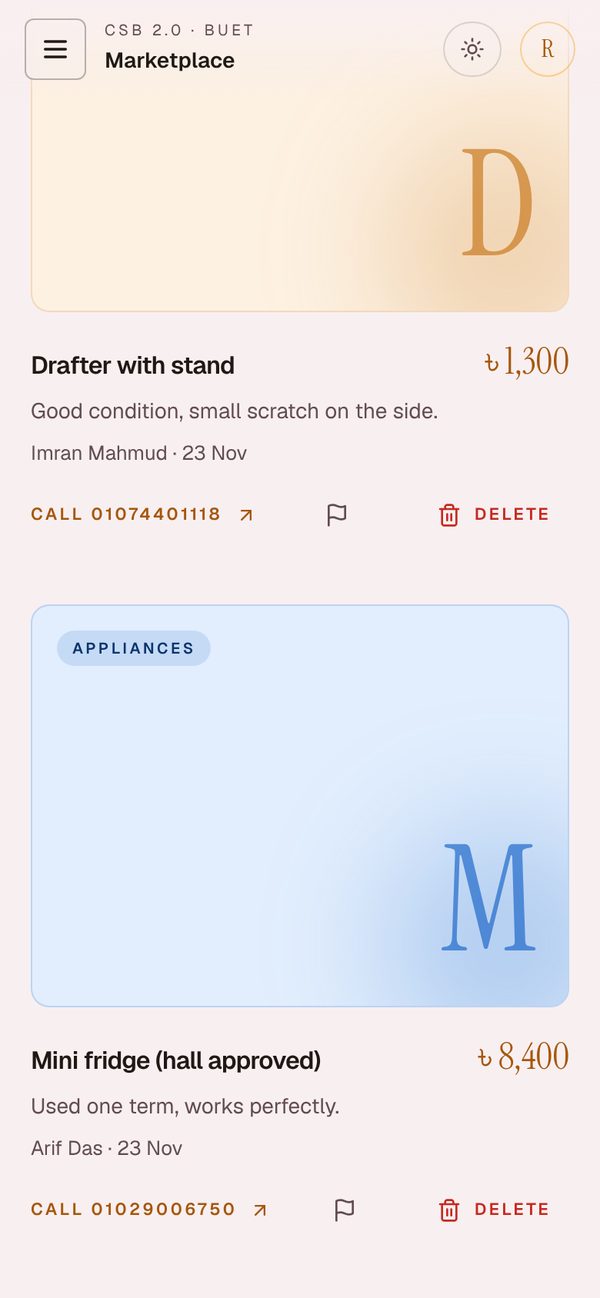 CSB 2.0 · BUET
Marketplace
R
D
Drafter with stand
৳ 1,300
Good condition, small scratch on the side.
Imran Mahmud · 23 Nov
CALL 01074401118
DELETE
APPLIANCES
M
Mini fridge (hall approved)
৳ 8,400
Used one term, works perfectly.
Arif Das · 23 Nov
CALL 01029006750
DELETE